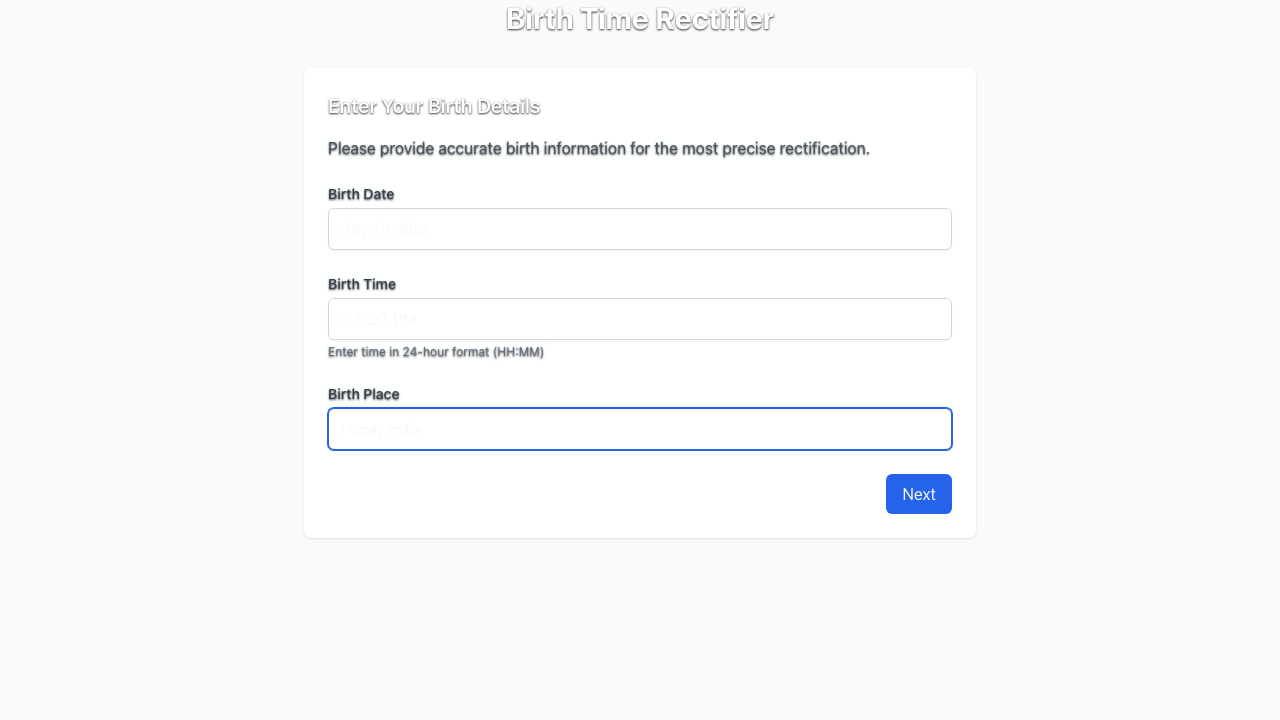 Birth Time Rectifier
Enter Your Birth Details
Please provide accurate birth information for the most precise rectification.
Birth Date
24/10/1985
Birth Time
02:30 PM
Enter time in 24-hour format (HH:MM)
Birth Place
Pune, India
Next